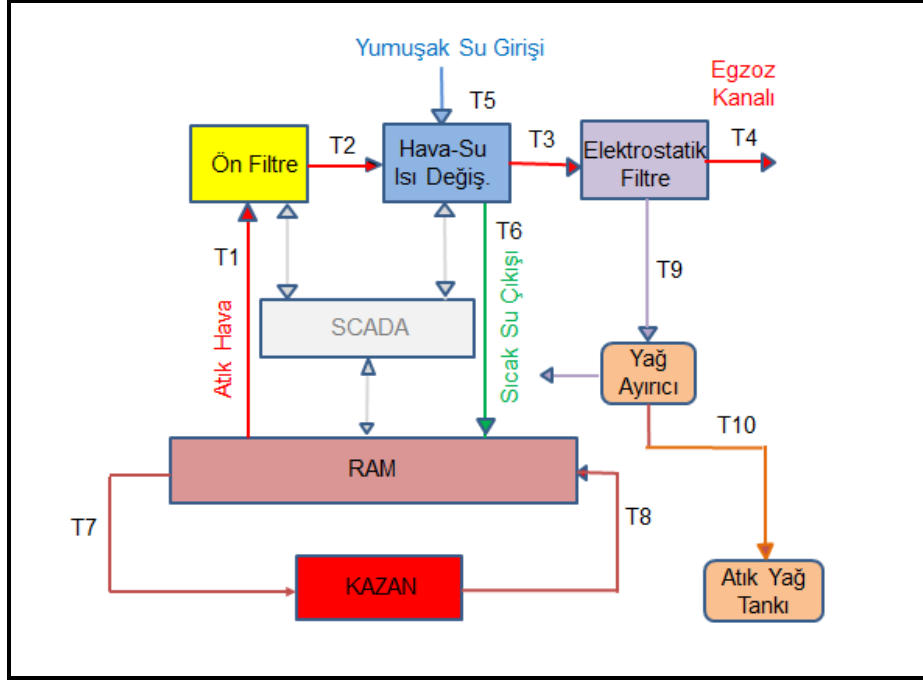 Yumuşak Su Girişi
Egzoz
Kanalı
T5
T2
T3
T4
Ön Filtre
Hava-Su
Isı Değiş.
Elektrostatik
Filtre
T1
T6
T9
Atık Hava
SCADA
Sıcak Su Çıkışı
Yağ
Ayırıcı
T10
RAM
T7
T8
KAZAN
Atık Yağ
Tankı